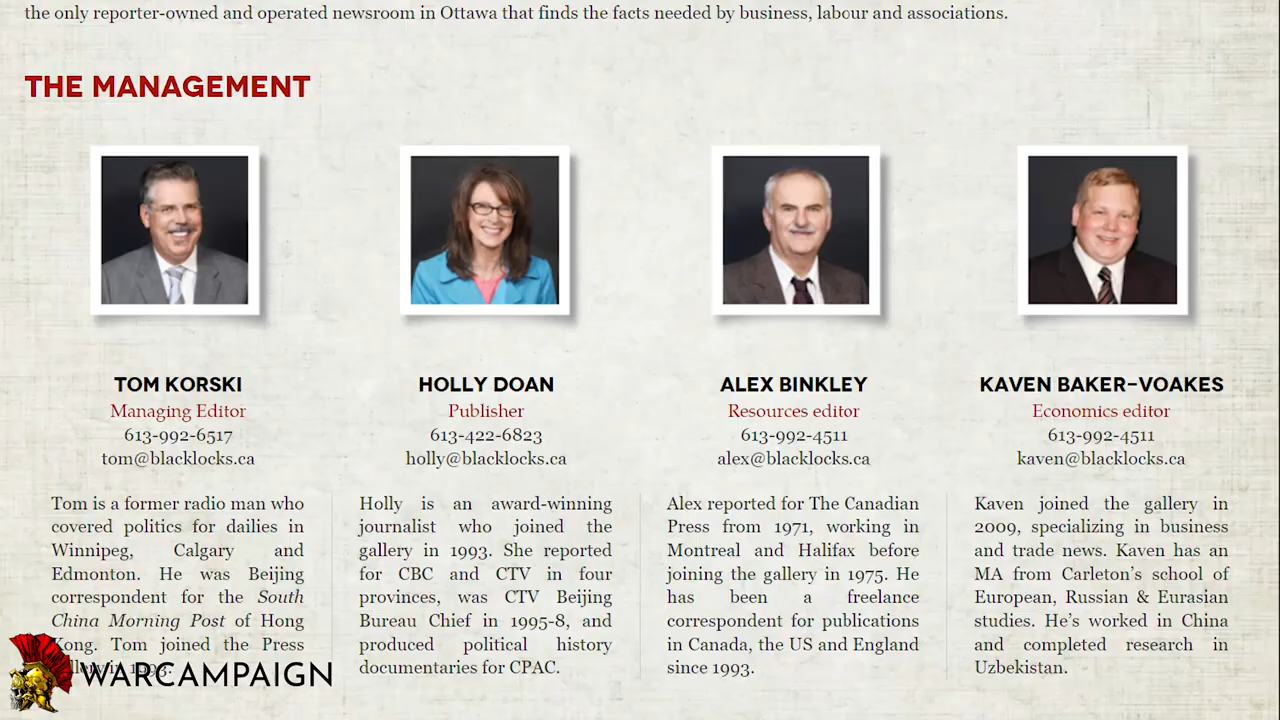 the only reporter-owned and operated newsroom in Ottawa that finds the facts needed by business, labour and associations.
THE MANAGEMENT
TOM KORSKI
Managing Editor
613-992-6517
tom@blacklocks.ca
Tom is a former radio man who
covered politics for dailies in
Winnipeg, Calgary and
Edmonton. He was Beijing
correspondent for the South
China Morning Post of Hong
Kong. Tom joined the Press
Gallery in 1993.
HOLLY DOAN
Publisher
613-422-6823
holly@blacklocks.ca
Holly is an award-winning
journalist who joined the
gallery in 1993. She reported
for CBC and CTV in four
provinces, was CTV Beijing
Bureau Chief in 1995-8, and
produced political history
documentaries for CPAC.
ALEX BINKLEY
Resources editor
613-992-4511
alex@blacklocks.ca
Alex reported for The Canadian
Press from 1971, working in
Montreal and Halifax before
joining the gallery in 1975. He
has been a freelance
correspondent for publications
in Canada, the US and England
since 1993.
KAVEN BAKER-VOAKES
Economics editor
613-992-4511
kaven@blacklocks.ca
Kaven joined the gallery in
2009, specializing in business
and trade news. Kaven has an
MA from Carleton's school of
European, Russian & Eurasian
studies. He's worked in China
and completed research in
Uzbekistan.
WARCAMPAIGN